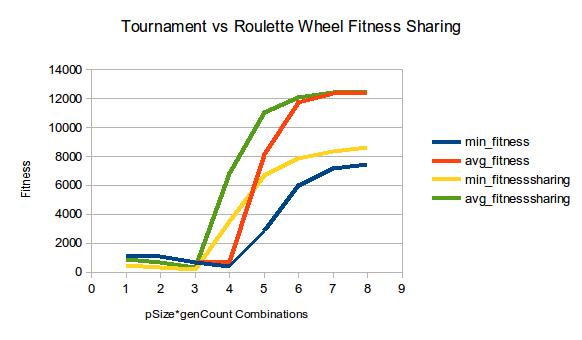 Tournament vs Roulette Wheel Fitness Sharing
14000
12000
10000
8000
6000
4000
2000
0
Fitness
0 1 2 3 4 5 6 7 8 9
pSize*genCount Combinations
min_fitness
avg_fitness
min_fitnesssharing
avg_fitnesssharing